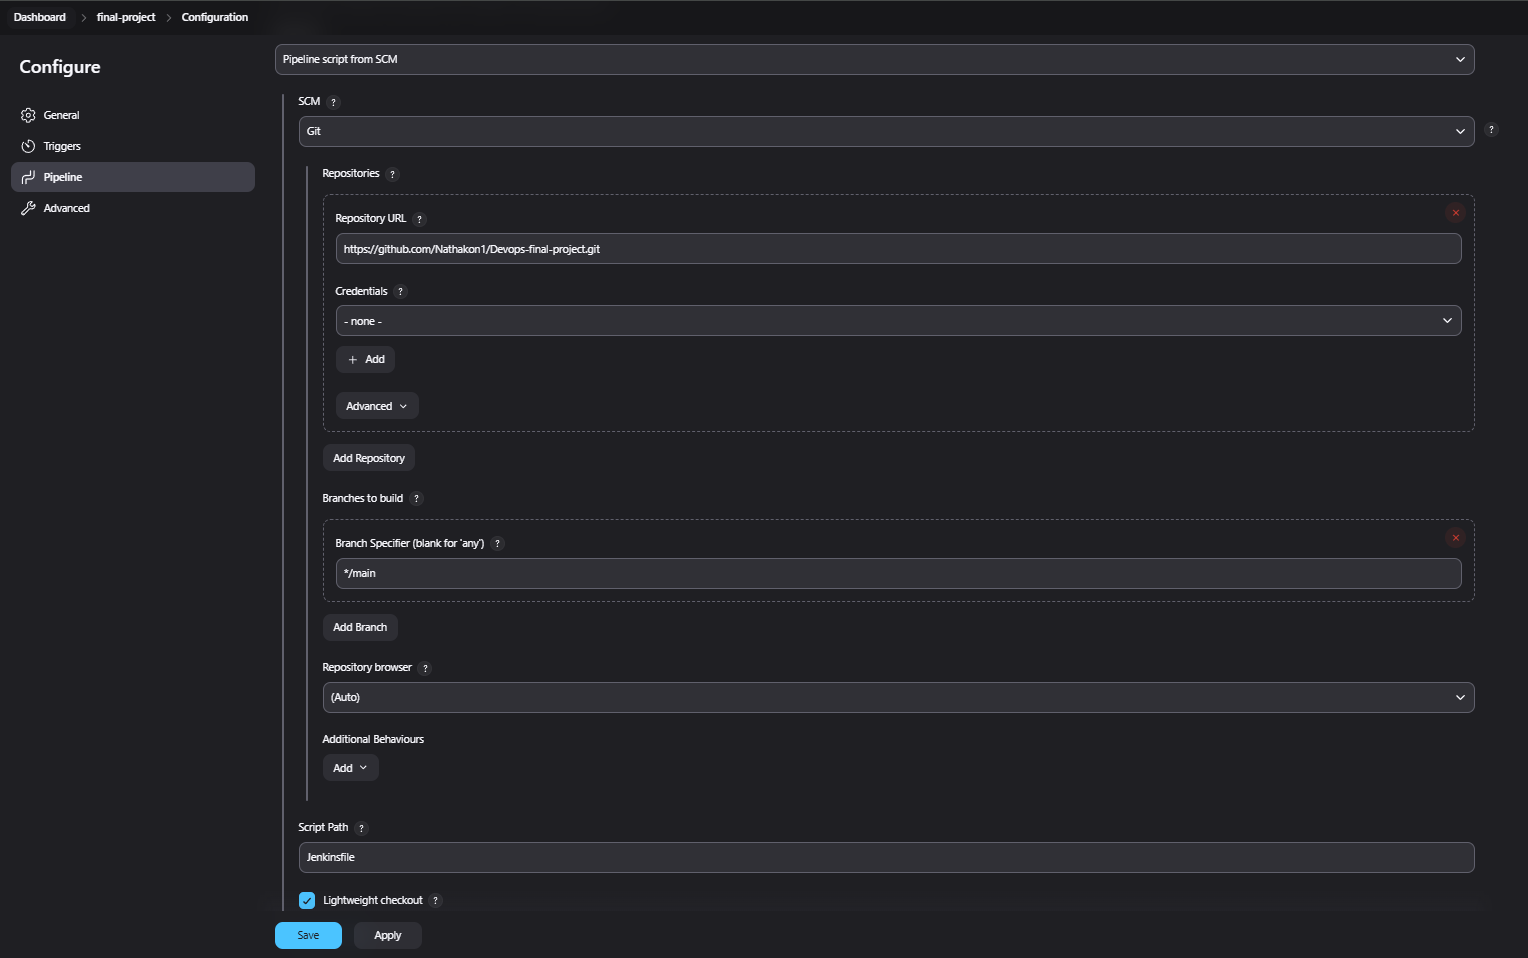 Dashboard > final-project > Configuration
Configure
General
Triggers
Pipeline
Advanced
Pipeline script from SCM
SCM ?
Git
?
Repositories ?
Repository URL ?
https://github.com/Nathakon1/Devops-final-project.git
Credentials ?
- none -
+ Add
Advanced
Add Repository
Branches to build ?
Branch Specifier (blank for 'any') ?
*/main
Add Branch
Repository browser ?
(Auto)
Additional Behaviours
Add
Script Path ?
Jenkinsfile
Lightweight checkout ?
Save
Apply